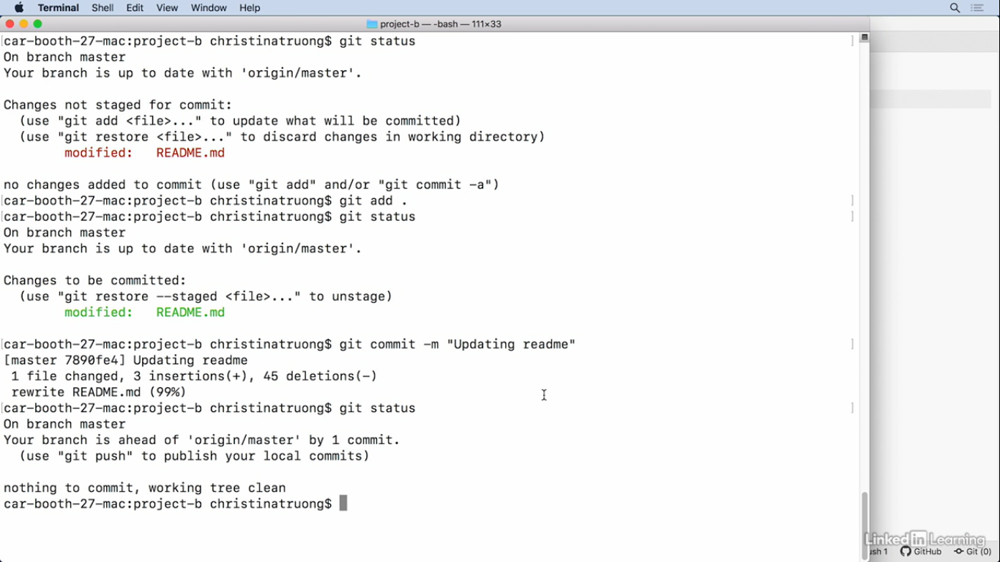 Terminal Shell Edit View Window Help
project-b — -bash — 111×33
[car-booth-27-mac:project-b christinatruong$ git status ]
On branch master
Your branch is up to date with 'origin/master'.
Changes not staged for commit:
(use "git add <file>..." to update what will be committed)
(use "git restore <file>..." to discard changes in working directory)
modified: README.md
no changes added to commit (use "git add" and/or "git commit -a")
[car-booth-27-mac:project-b christinatruong$ git add . ]
[car-booth-27-mac:project-b christinatruong$ git status ]
On branch master
Your branch is up to date with 'origin/master'.
Changes to be committed:
(use "git restore --staged <file>..." to unstage)
modified: README.md
[car-booth-27-mac:project-b christinatruong$ git commit -m "Updating readme" ]
[master 7890fe4] Updating readme
1 file changed, 3 insertions(+), 45 deletions(-)
rewrite README.md (99%)
[car-booth-27-mac:project-b christinatruong$ git status ]
On branch master
Your branch is ahead of 'origin/master' by 1 commit.
(use "git push" to publish your local commits)
nothing to commit, working tree clean
car-booth-27-mac:project-b christinatruong$
Linked in Learning
1 GitHub Git (0)